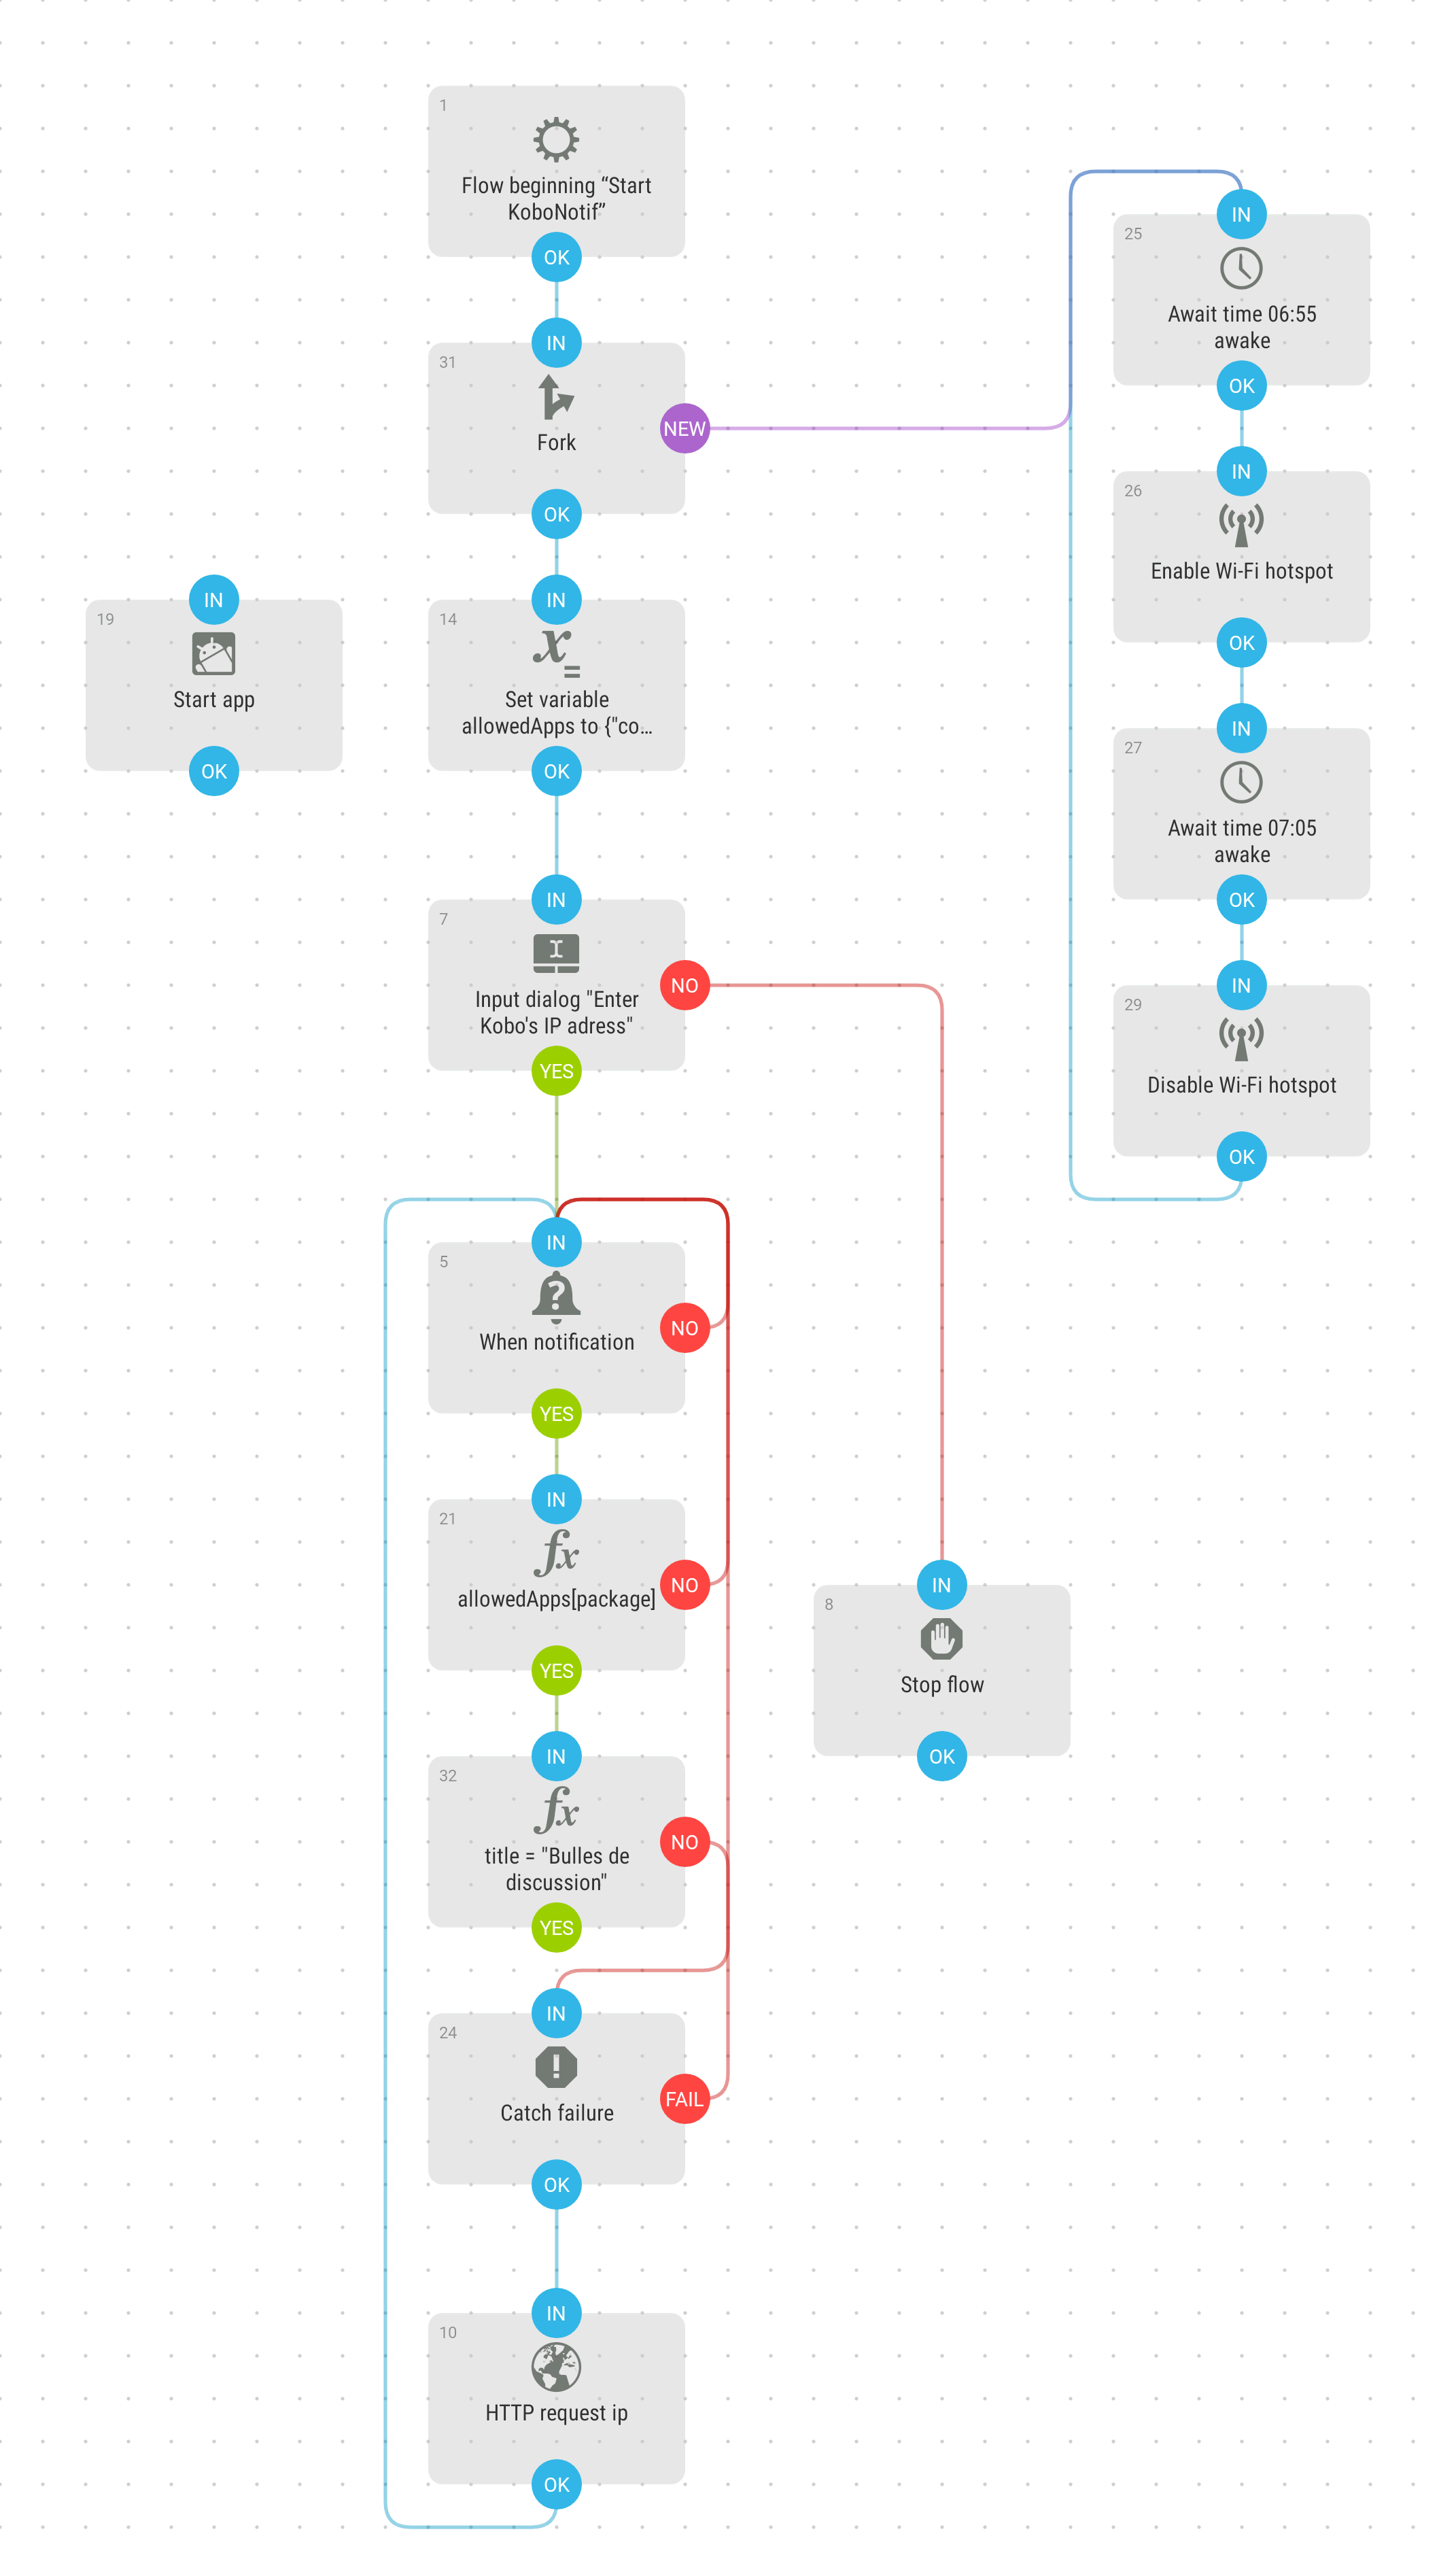 1
Flow beginning “Start
KoboNotif”
OK
IN
31
Fork
NEW
OK
IN
14
Set variable
allowedApps to {"co...
OK
IN
7
Input dialog "Enter
Kobo's IP adress"
NO
YES
IN
5
When notification
NO
YES
IN
21
allowedApps[package]
NO
YES
IN
32
title = "Bulles de
discussion"
NO
YES
IN
24
Catch failure
FAIL
OK
IN
10
HTTP request ip
OK
IN
19
Start app
OK
IN
8
Stop flow
OK
IN
25
Await time 06:55
awake
OK
IN
26
Enable Wi-Fi hotspot
OK
IN
27
Await time 07:05
awake
OK
IN
29
Disable Wi-Fi hotspot
OK